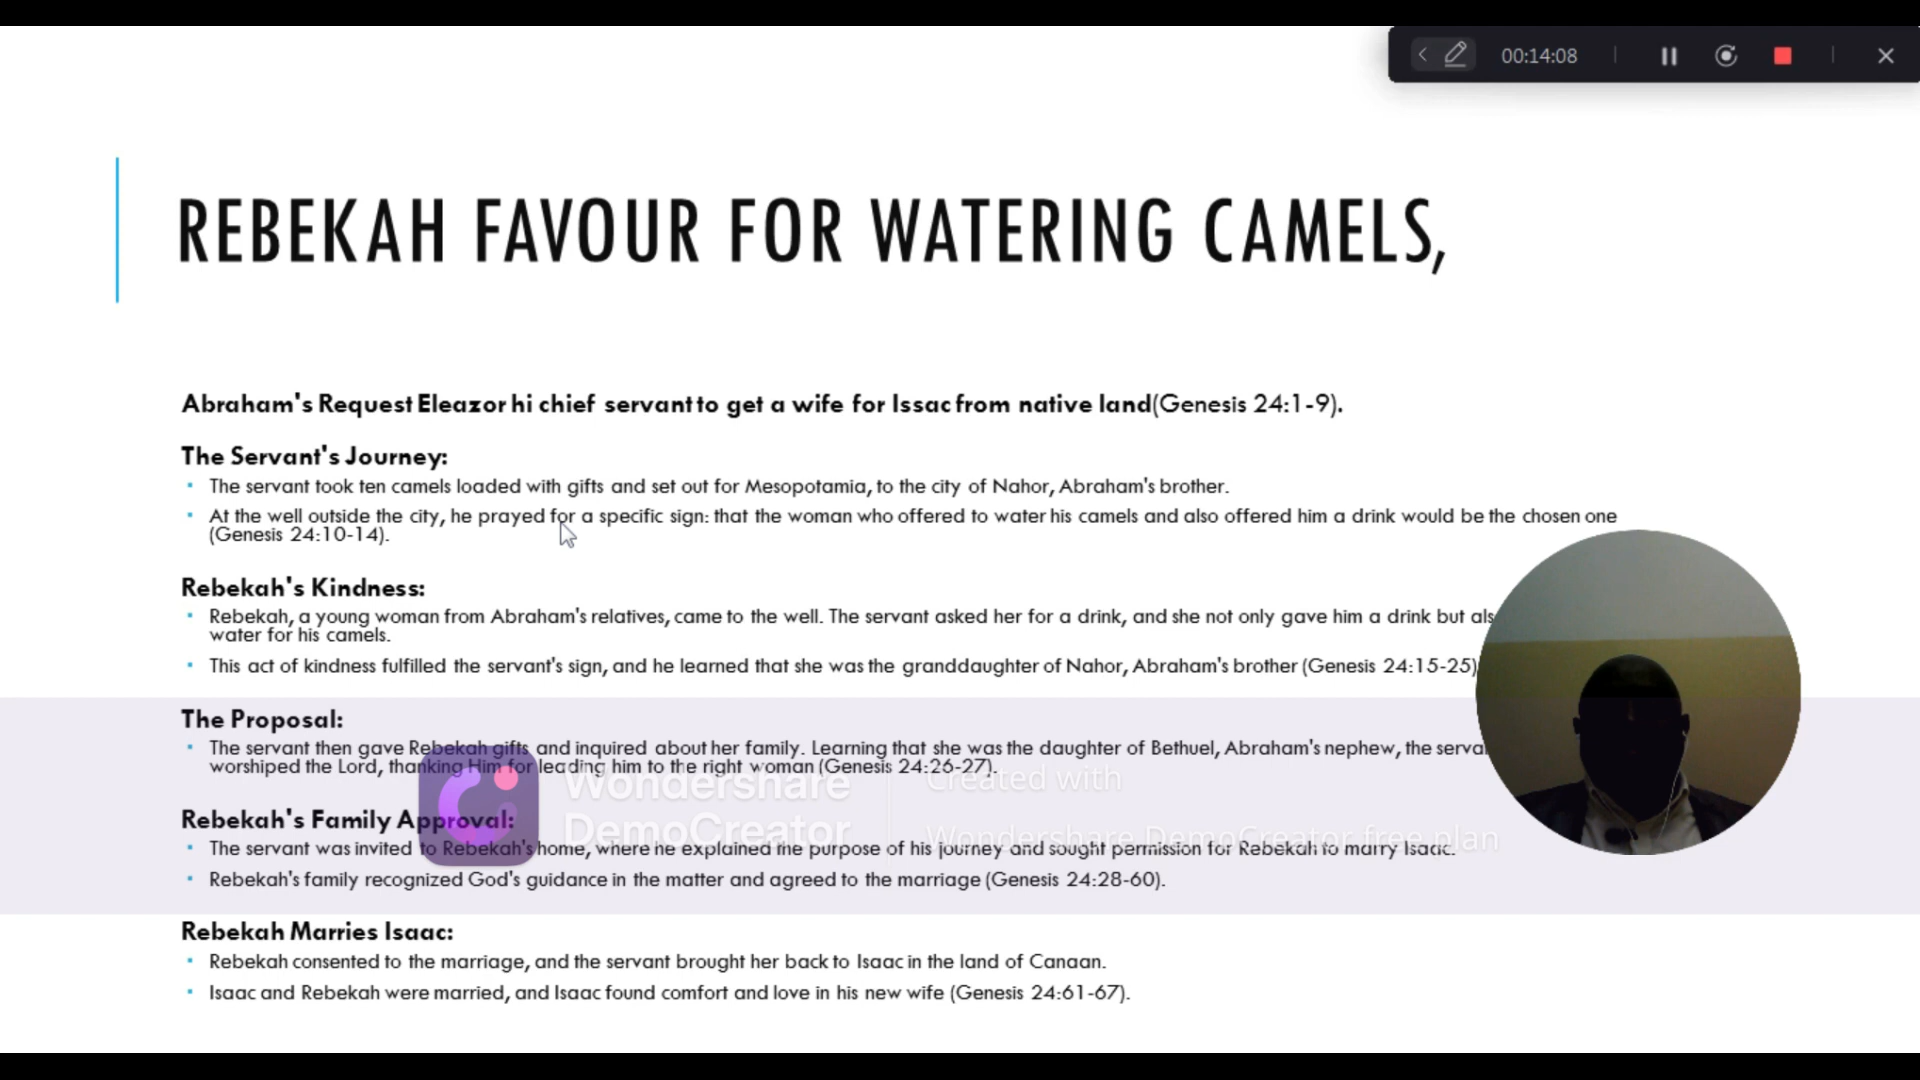 00:14:08
REBEKAH FAVOUR FOR WATERING CAMELS,
Abraham's Request Eleazor hi chief servant to get a wife for Issac from native land(Genesis 24:1-9).
The Servant's Journey:
The servant took ten camels loaded with gifts and set out for Mesopotamia, to the city of Nahor, Abraham's brother.
At the well outside the city, he prayed for a specific sign: that the woman who offered to water his camels and also offered him a drink would be the chosen one
(Genesis 24:10-14).
Rebekah's Kindness:
Rebekah, a young woman from Abraham's relatives, came to the well. The servant asked her for a drink, and she not only gave him a drink but
water for his camels.
This act of kindness fulfilled the servant's sign, and he learned that she was the granddaughter of Nahor, Abraham's brother (Genesis 24:15-25)
The Proposal:
The servant then gave Rebekah gifts and inquired about her family. Learning that she was the daughter of Bethuel, Abraham's nephew, the
worshiped the Lord, thanking Him for leading him to the right woman (Genesis 24:26-27).
Wondershare
DemoCreator
Created with
Wondershare DemoCreator free plan
Rebekah's Family Approval:
The servant was invited to Rebekah's home, where he explained the purpose of his journey and sought permission for Rebekah to marry Isaac.
Rebekah's family recognized God's guidance in the matter and agreed to the marriage (Genesis 24:28-60).
Rebekah Marries Isaac:
Rebekah consented to the marriage, and the servant brought her back to Isaac in the land of Canaan.
Isaac and Rebekah were married, and Isaac found comfort and love in his new wife (Genesis 24:61-67).